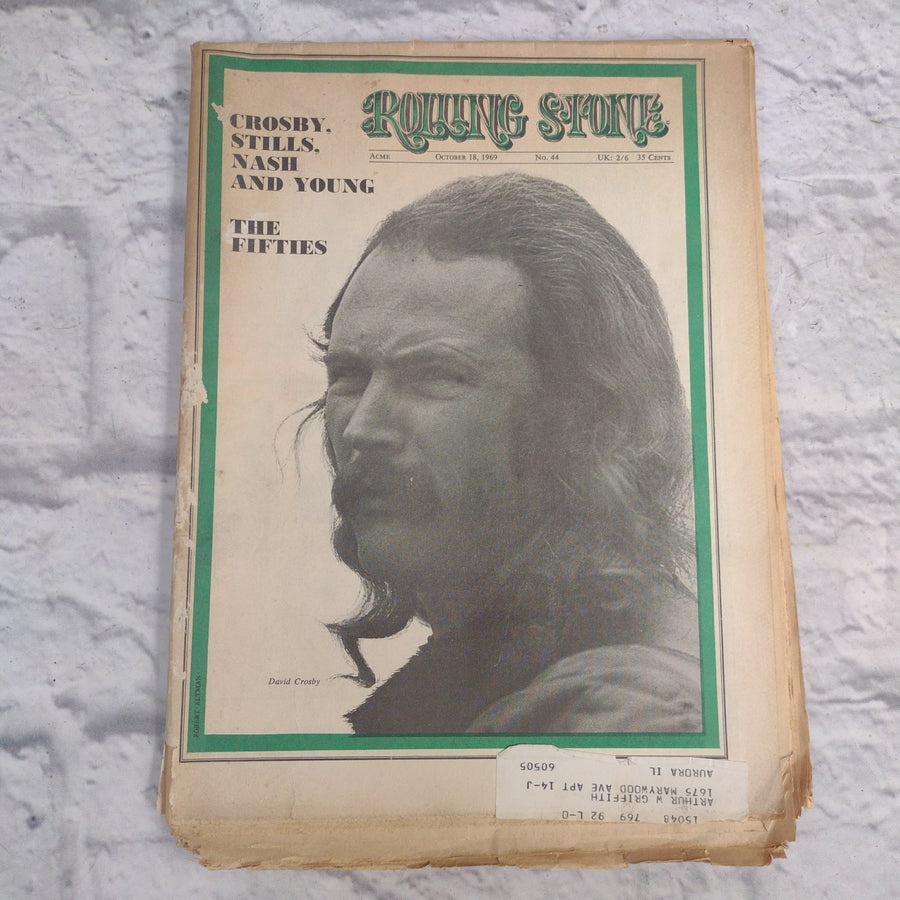 ROLLING STONE
ACME OCTOBER 18, 1969 No. 44 UK: 2/6 35 CENTS
CROSBY,
STILLS,
NASH
AND YOUNG
THE
FIFTIES
David Crosby
ROBERT ALTMAN
15048 769 92 L-0
ARTHUR W GRIFFITH
1675 MARYWOOD AVE APT 14-J
AURORA IL 60505